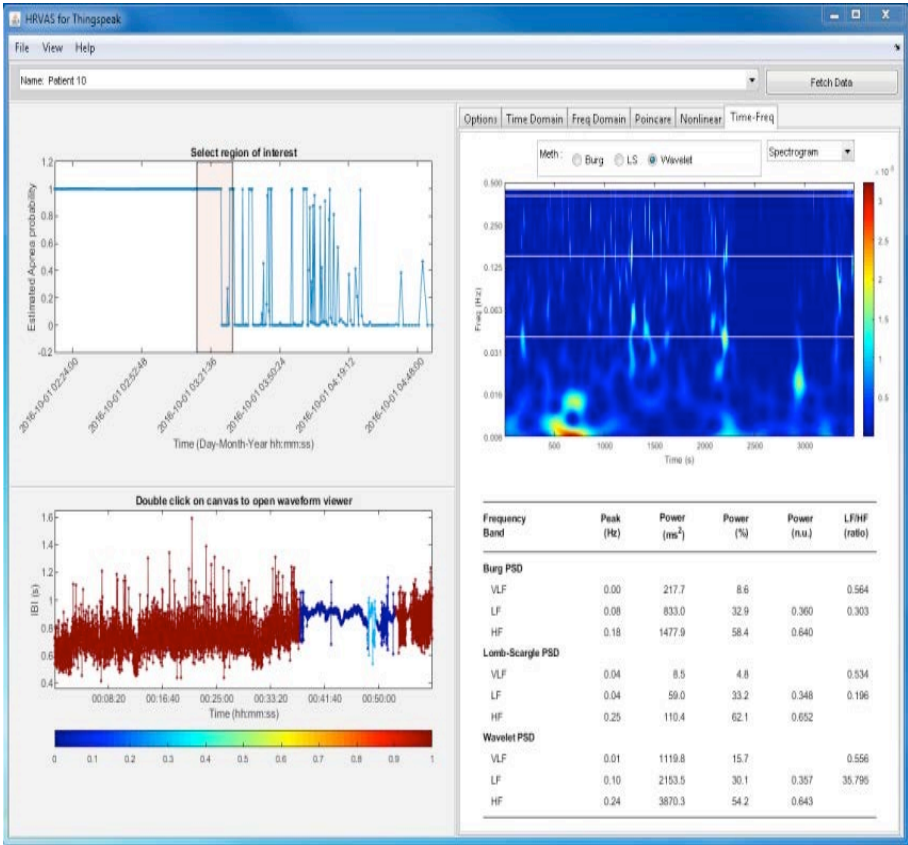 HRVAS for Thingspeak
File View Help
Name: Patient 10
Fetch Data
Select region of interest
Estimated Apnea probability
1.2
1
0.8
0.6
0.4
0.2
0
-0.2
2016-10-01 02:24:00
2016-10-01 02:52:48
2016-10-01 03:21:36
2016-10-01 03:50:24
2016-10-01 04:19:12
2016-10-01 04:48:00
Time (Day-Month-Year hh:mm:ss)
Double click on canvas to open waveform viewer
IBI (s)
1.6
1.4
1.2
1
0.8
0.6
0.4
00:08:20 00:16:40 00:25:00 00:33:20 00:41:40 00:50:00
Time (hh:mm:ss)
0 0.1 0.2 0.3 0.4 0.5 0.6 0.7 0.8 0.9 1
Options Time Domain Freq Domain Poincare Nonlinear Time-Freq
Meth : Burg LS Wavelet
Spectrogram
Freq (Hz)
0.500
0.250
0.125
0.063
0.031
0.016
0.008
500 1000 1500 2000 2500 3000
Time (s)
3
2.5
2
1.5
1
0.5
Frequency Band Peak (Hz) Power (ms2) Power (%) Power (n.u.) LF/HF (ratio)
Burg PSD
VLF 0.00 217.7 8.6 0.564
LF 0.08 833.0 32.9 0.360 0.303
HF 0.18 1477.9 58.4 0.640
Lomb-Scargle PSD
VLF 0.04 8.5 4.8 0.534
LF 0.04 59.0 33.2 0.348 0.196
HF 0.25 110.4 62.1 0.652
Wavelet PSD
VLF 0.01 1119.8 15.7 0.556
LF 0.10 2153.5 30.1 0.357 35.795
HF 0.24 3870.3 54.2 0.643